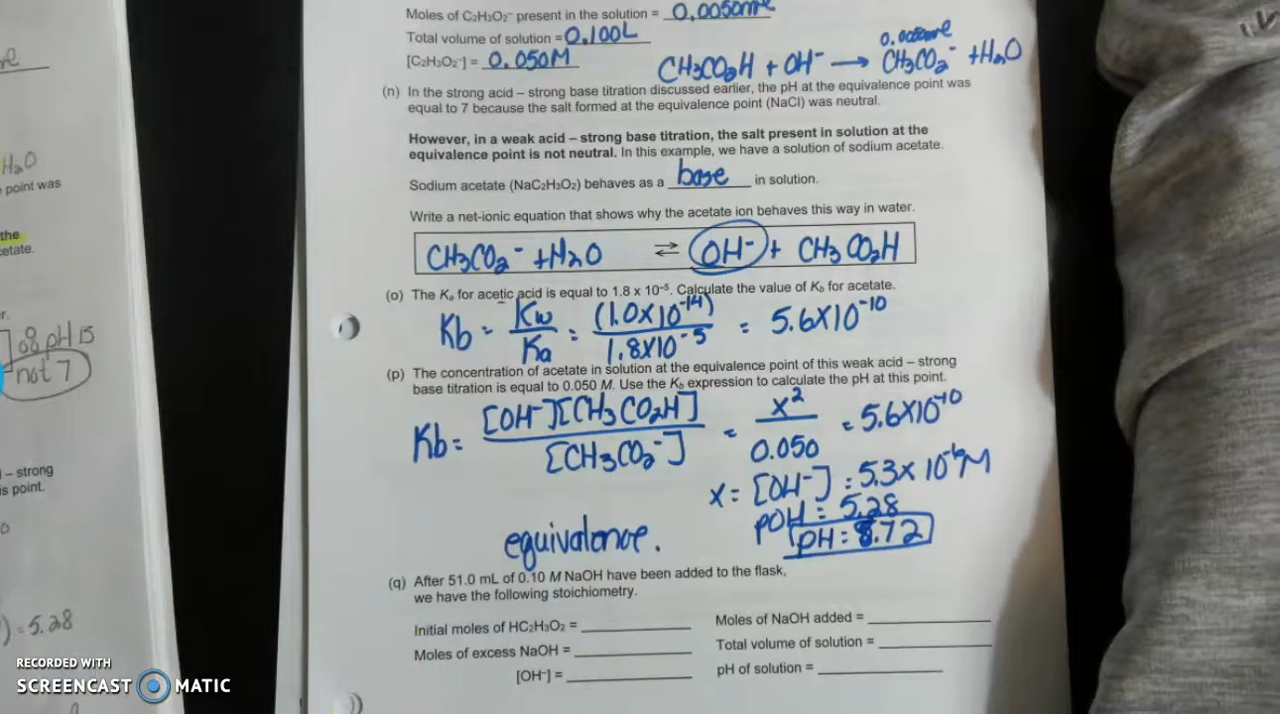 Moles of C2H3O2⁻ present in the solution = 0.0050mole
Total volume of solution = 0.100L
[C2H3O2⁻] = 0.050M
0.0050mole
CH3CO2H + OH⁻ → CH3CO2⁻ + H2O
(n) In the strong acid – strong base titration discussed earlier, the pH at the equivalence point was
equal to 7 because the salt formed at the equivalence point (NaCl) was neutral.
However, in a weak acid – strong base titration, the salt present in solution at the
equivalence point is not neutral. In this example, we have a solution of sodium acetate.
Sodium acetate (NaC2H3O2) behaves as a base in solution.
Write a net-ionic equation that shows why the acetate ion behaves this way in water.
CH3CO2⁻ + H2O ⇌ OH⁻ + CH3CO2H
(o) The Ka for acetic acid is equal to 1.8 x 10⁻⁵. Calculate the value of Kb for acetate.
Kb = Kw/Ka = (1.0X10⁻¹⁴)/1.8X10⁻⁵ = 5.6X10⁻¹⁰
(p) The concentration of acetate in solution at the equivalence point of this weak acid – strong
base titration is equal to 0.050 M. Use the Kb expression to calculate the pH at this point.
Kb = [OH⁻][CH3CO2H]/[CH3CO2⁻] = x²/0.050 = 5.6X10⁻¹⁰
x = [OH⁻] = 5.3x10⁻⁶M
pOH = 5.28
pH = 8.72
equivalence.
(q) After 51.0 mL of 0.10 M NaOH have been added to the flask,
we have the following stoichiometry.
Initial moles of HC2H3O2 = Moles of NaOH added =
Moles of excess NaOH = Total volume of solution =
[OH⁻] = pH of solution =
H2O
point was
the
cetate.
r.
pH is
not 7
– strong
is point.
) = 5.28
RECORDED WITH
SCREENCAST MATIC